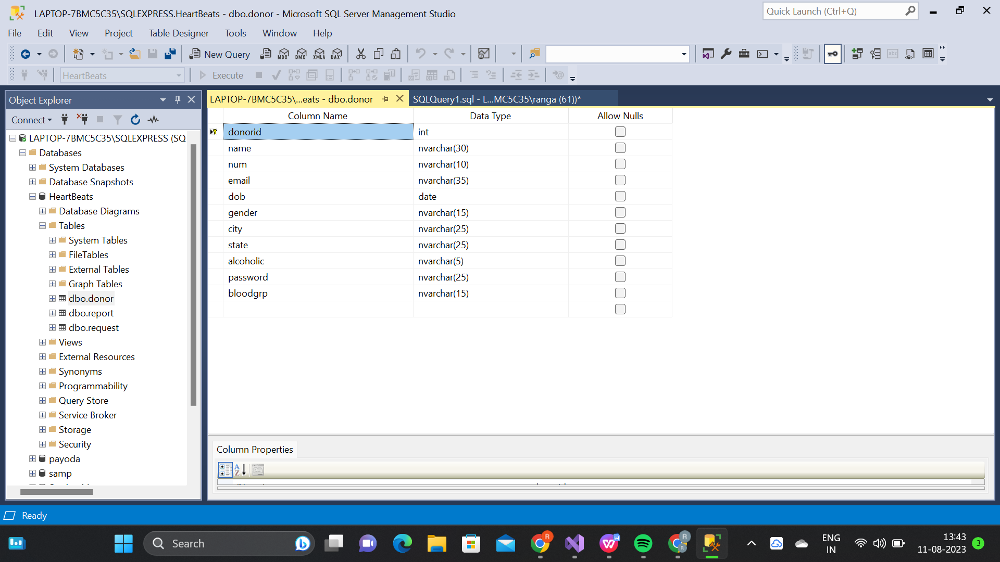 LAPTOP-7BMC5C35\SQLEXPRESS.HeartBeats - dbo.donor - Microsoft SQL Server Management Studio
Quick Launch (Ctrl+Q)
File Edit View Project Table Designer Tools Window Help
New Query MDX DMX XMLA DAX
HeartBeats Execute
Object Explorer
LAPTOP-7BMC5C35\...eats - dbo.donor
SQLQuery1.sql - L...MC5C35\ranga (61))*
Connect
LAPTOP-7BMC5C35\SQLEXPRESS (SQ
Databases
System Databases
Database Snapshots
HeartBeats
Database Diagrams
Tables
System Tables
FileTables
External Tables
Graph Tables
dbo.donor
dbo.report
dbo.request
Views
External Resources
Synonyms
Programmability
Query Store
Service Broker
Storage
Security
payoda
samp
Column Name Data Type Allow Nulls
donorid int
name nvarchar(30)
num nvarchar(10)
email nvarchar(35)
dob date
gender nvarchar(15)
city nvarchar(25)
state nvarchar(25)
alcoholic nvarchar(5)
password nvarchar(25)
bloodgrp nvarchar(15)
Column Properties
Ready
Search
ENG
IN
13:43
11-08-2023
3